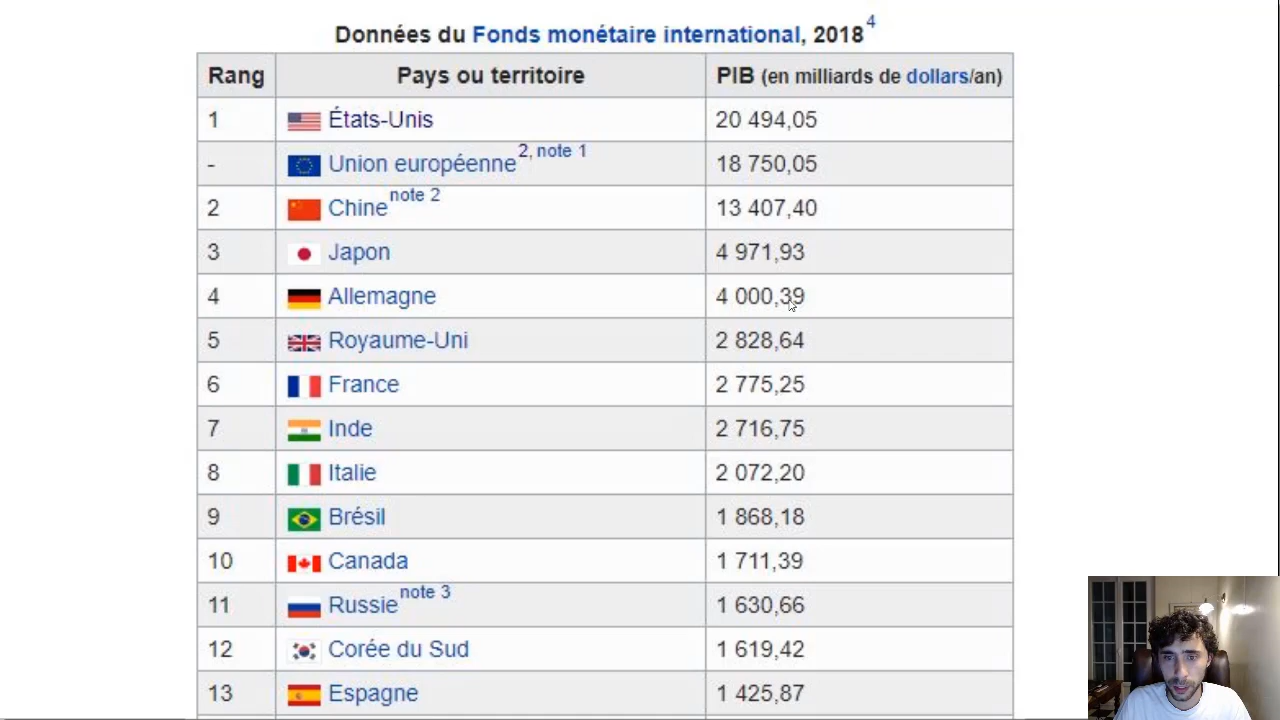 Données du Fonds monétaire international, 2018 4
Rang Pays ou territoire PIB (en milliards de dollars/an)
1 États-Unis 20 494,05
- Union européenne 2, note 1 18 750,05
2 Chine note 2 13 407,40
3 Japon 4 971,93
4 Allemagne 4 000,39
5 Royaume-Uni 2 828,64
6 France 2 775,25
7 Inde 2 716,75
8 Italie 2 072,20
9 Brésil 1 868,18
10 Canada 1 711,39
11 Russie note 3 1 630,66
12 Corée du Sud 1 619,42
13 Espagne 1 425,87